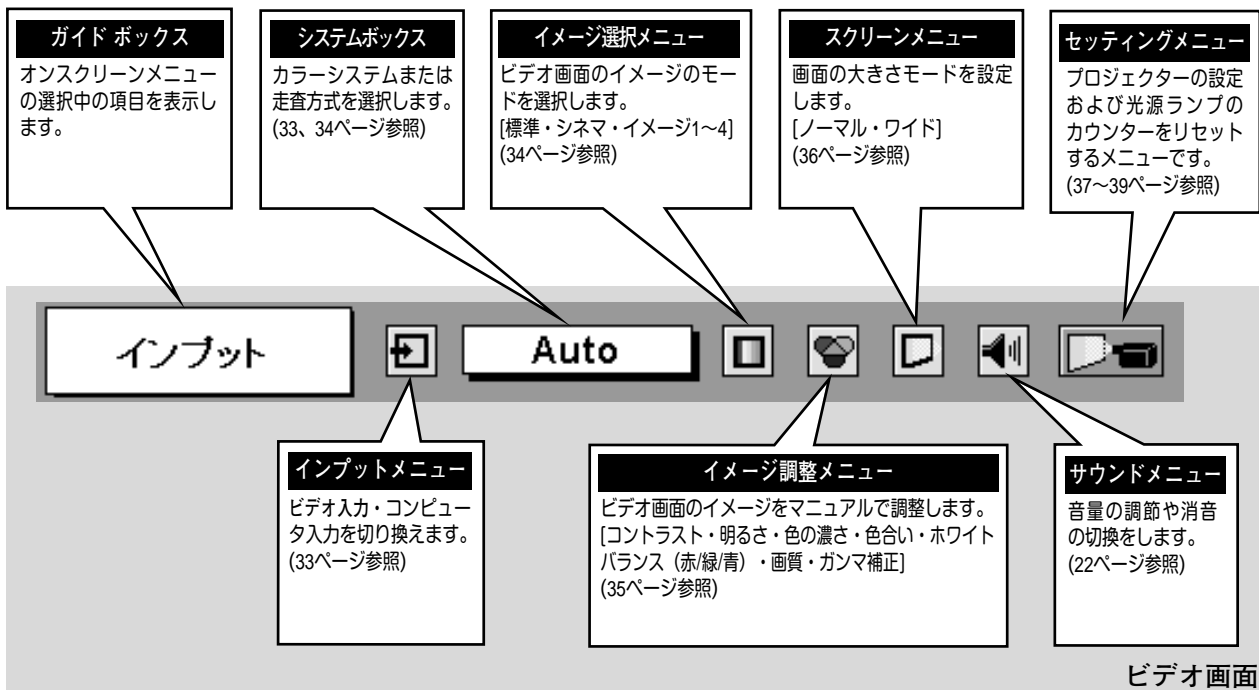 ガイド ボックス
オンスクリーンメニュー
の選択中の項目を表示し
ます。
システムボックス
カラーシステムまたは
走査方式を選択します。
(33、34ページ参照)
イメージ選択メニュー
ビデオ画面のイメージのモー
ドを選択します。
[標準・シネマ・イメージ1〜4]
(34ページ参照)
スクリーンメニュー
画面の大きさモードを設定
します。
[ノーマル・ワイド]
(36ページ参照)
セッティングメニュー
プロジェクターの設定
および光源ランプの
カウンターをリセット
するメニューです。
(37〜39ページ参照)
インプット
Auto
インプットメニュー
ビデオ入力・コンピュー
タ入力を切り換えます。
(33ページ参照)
イメージ調整メニュー
ビデオ画面のイメージをマニュアルで調整します。
[コントラスト・明るさ・色の濃さ・色合い・ホワイト
バランス（赤/緑/青）・画質・ガンマ補正]
(35ページ参照)
サウンドメニュー
音量の調節や消音
の切換をします。
(22ページ参照)
ビデオ画面